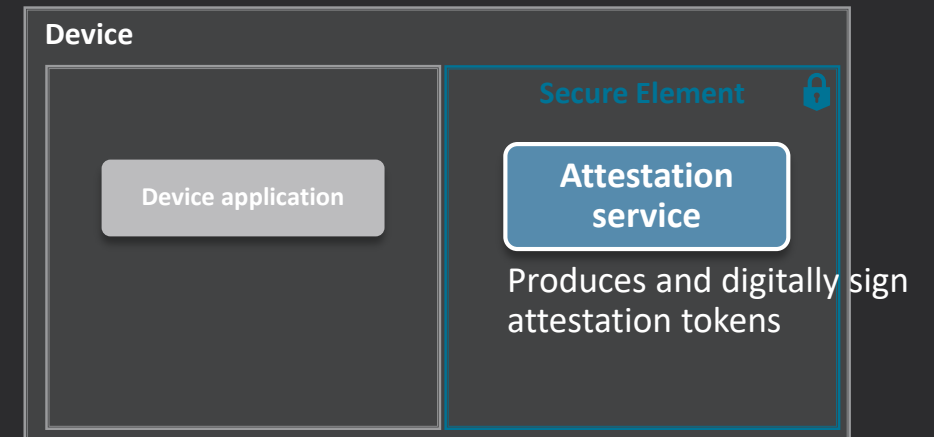 Device
Secure Element
Device application
Attestation
service
Produces and digitally sign
attestation tokens